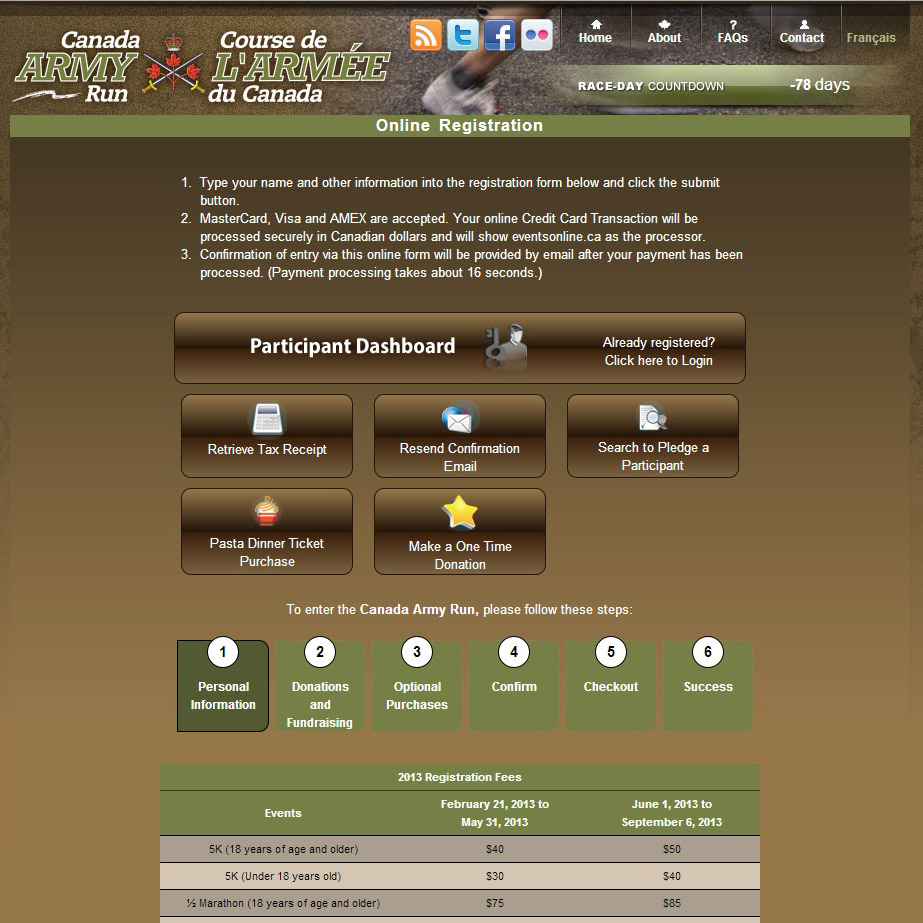 Canada
ARMY
Run
Course de
L'ARMÉE
du Canada
Home
About
?
FAQs
Contact
Français
RACE-DAY COUNTDOWN
-78 days
Online Registration
1. Type your name and other information into the registration form below and click the submit
button.
2. MasterCard, Visa and AMEX are accepted. Your online Credit Card Transaction will be
processed securely in Canadian dollars and will show eventsonline.ca as the processor.
3. Confirmation of entry via this online form will be provided by email after your payment has been
processed. (Payment processing takes about 16 seconds.)
Participant Dashboard
Already registered?
Click here to Login
Retrieve Tax Receipt
Resend Confirmation
Email
Search to Pledge a
Participant
Pasta Dinner Ticket
Purchase
Make a One Time
Donation
To enter the Canada Army Run, please follow these steps:
1
Personal
Information
2
Donations
and
Fundraising
3
Optional
Purchases
4
Confirm
5
Checkout
6
Success
2013 Registration Fees
Events
February 21, 2013 to
May 31, 2013
June 1, 2013 to
September 6, 2013
5K (18 years of age and older) $40 $50
5K (Under 18 years old) $30 $40
½ Marathon (18 years of age and older) $75 $85